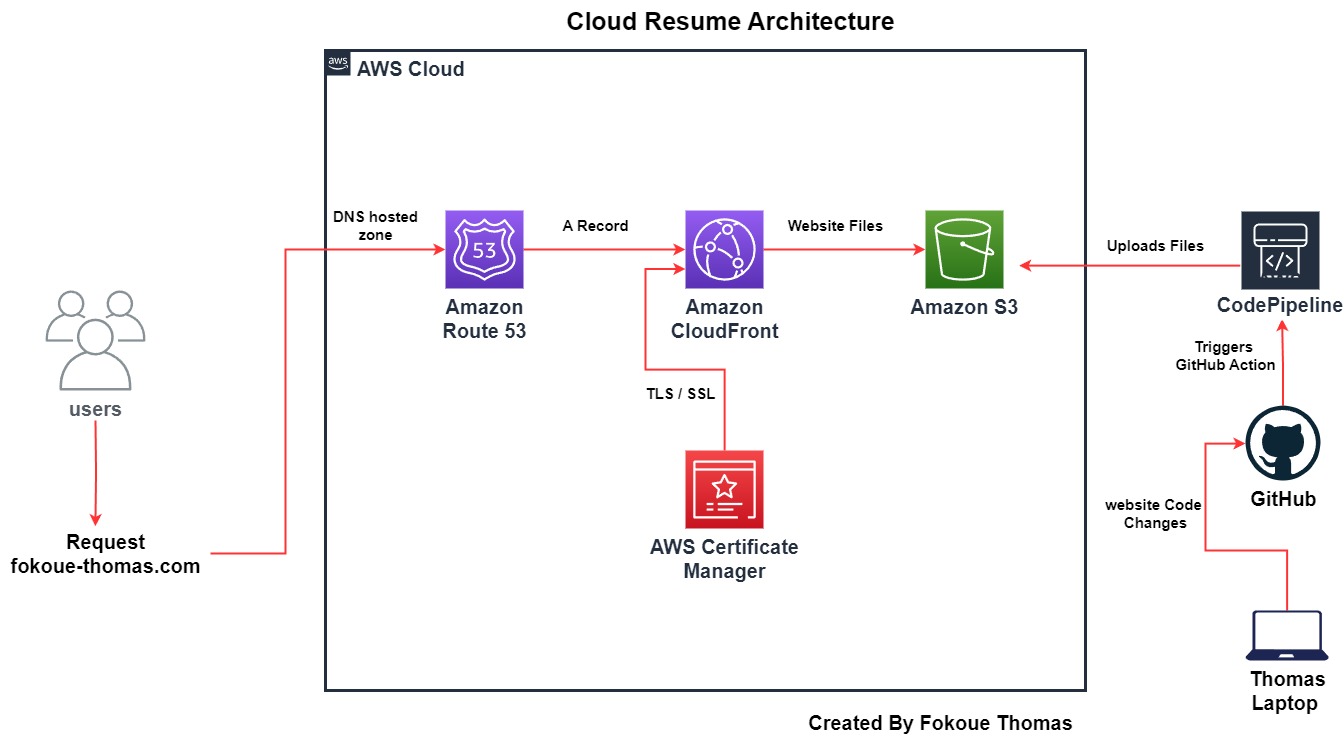 Cloud Resume Architecture
aws
AWS Cloud
DNS hosted
zone
A Record
Website Files
Uploads Files
53
Amazon
Route 53
Amazon
CloudFront
Amazon S3
</>
CodePipeline
Triggers
GitHub Action
users
TLS / SSL
GitHub
website Code
Changes
Request
fokoue-thomas.com
AWS Certificate
Manager
Thomas
Laptop
Created By Fokoue Thomas